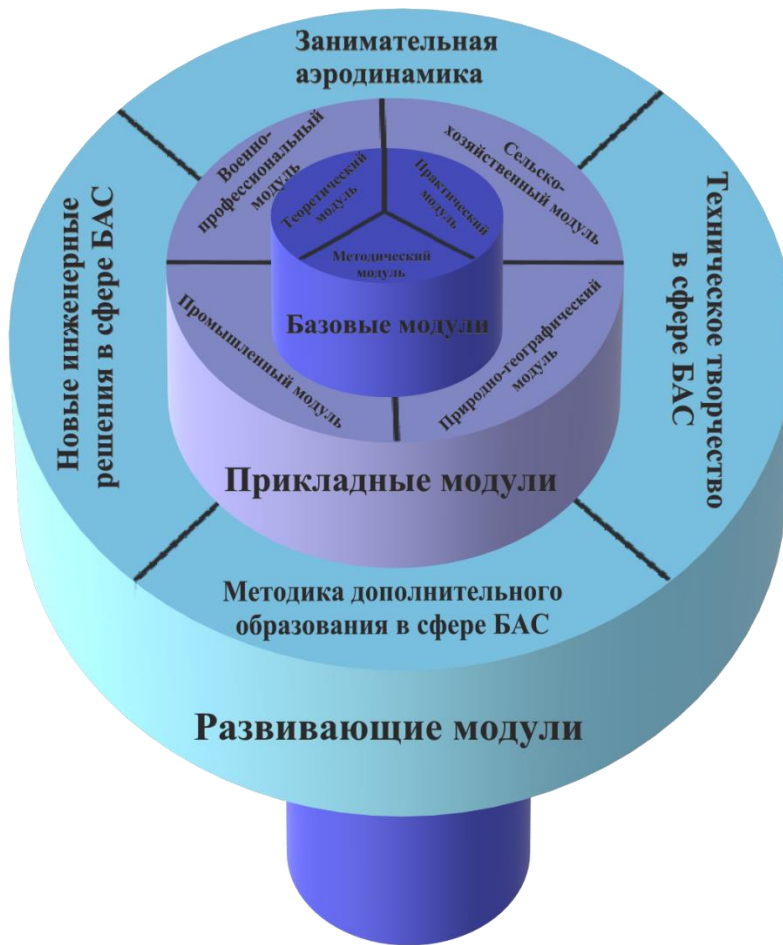 Занимательная
аэродинамика
Военно-
профессиональный
модуль
Сельско-
хозяйственный модуль
Теоретический
модуль
Практический
модуль
Методический
модуль
Базовые модули
Новые инженерные
решения в сфере БАС
Техническое творчество
в сфере БАС
Промышленный модуль
Природно-географический
модуль
Прикладные модули
Методика дополнительного
образования в сфере БАС
Развивающие модули